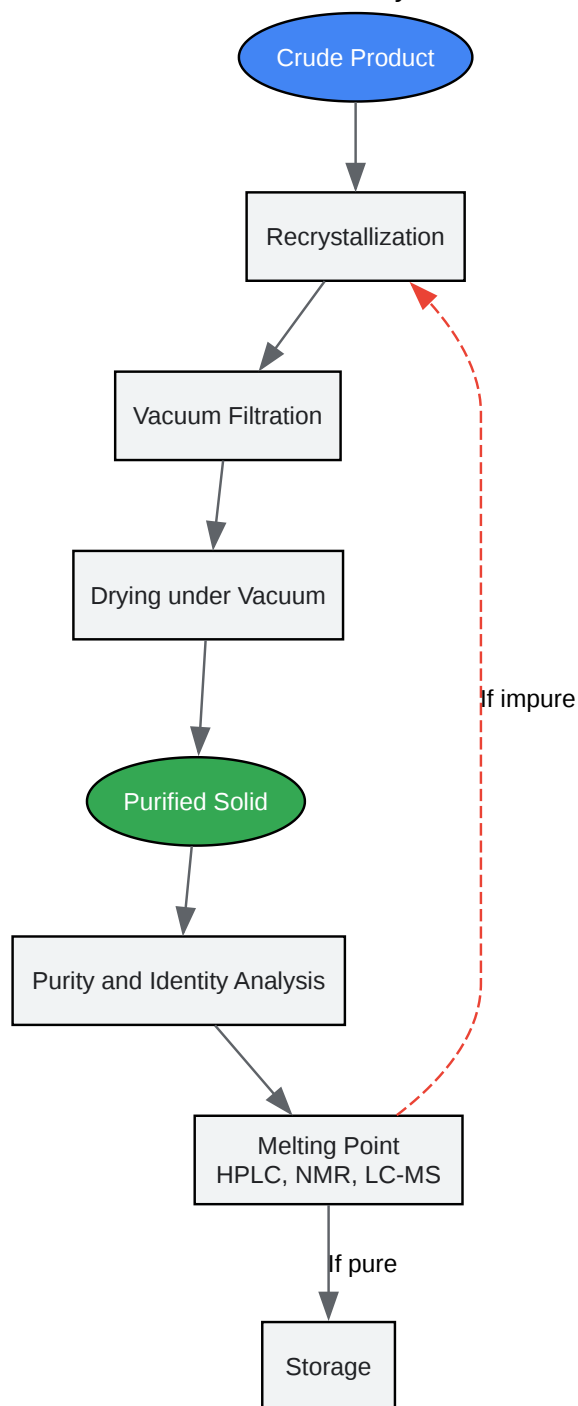 Crude Product
Recrystallization
Vacuum Filtration
Drying under Vacuum
If impure
Purified Solid
Purity and Identity Analysis
Melting Point
HPLC, NMR, LC-MS
If pure
Storage